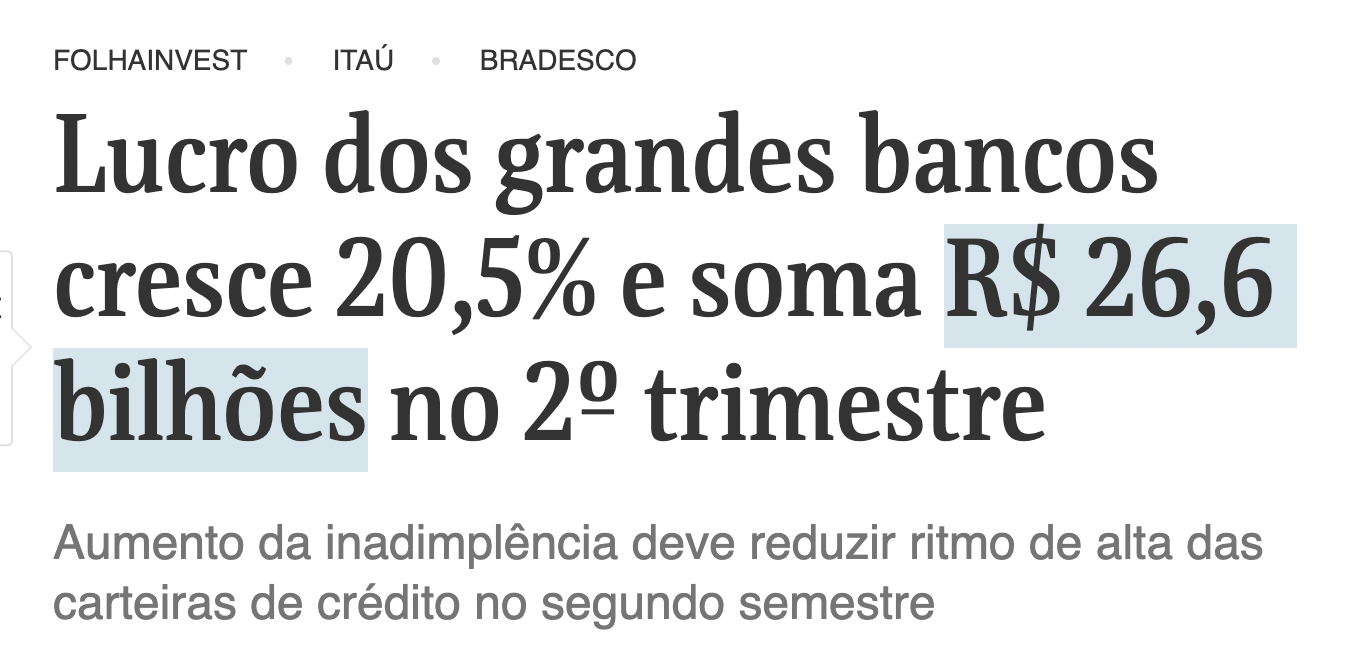 FOLHAINVEST • ITAÚ • BRADESCO
Lucro dos grandes bancos
cresce 20,5% e soma R$ 26,6
bilhões no 2º trimestre
Aumento da inadimplência deve reduzir ritmo de alta das
carteiras de crédito no segundo semestre